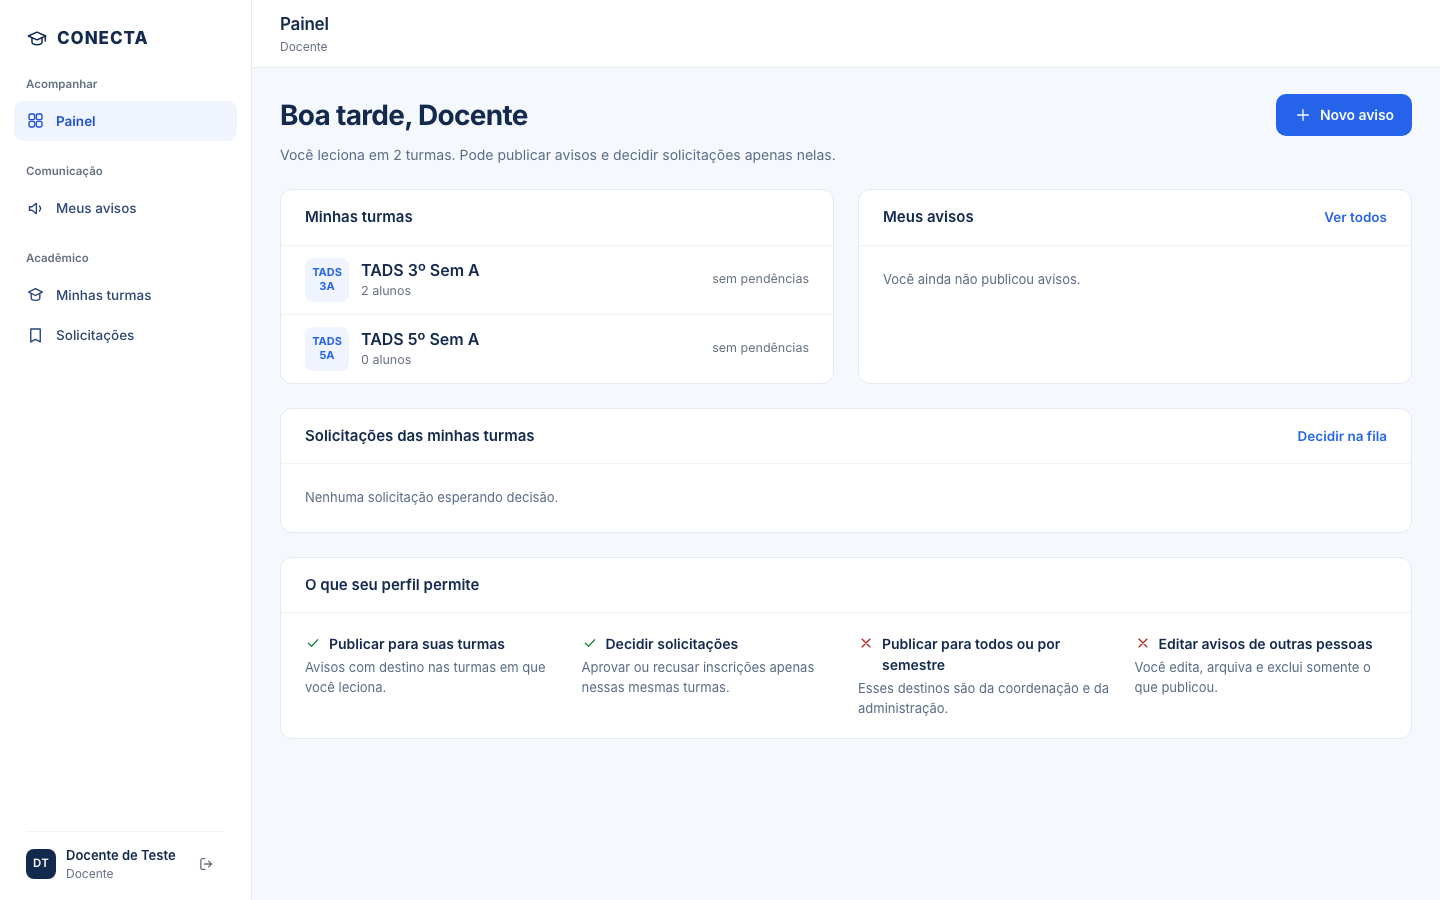 CONECTA
Acompanhar
Painel
Comunicação
Meus avisos
Acadêmico
Minhas turmas
Solicitações
DT
Docente de Teste
Docente
Painel
Docente
Boa tarde, Docente
Novo aviso
Você leciona em 2 turmas. Pode publicar avisos e decidir solicitações apenas nelas.
Minhas turmas
TADS
3A
TADS 3º Sem A
2 alunos
sem pendências
TADS
5A
TADS 5º Sem A
0 alunos
sem pendências
Meus avisos
Ver todos
Você ainda não publicou avisos.
Solicitações das minhas turmas
Decidir na fila
Nenhuma solicitação esperando decisão.
O que seu perfil permite
Publicar para suas turmas
Avisos com destino nas turmas em que
você leciona.
Decidir solicitações
Aprovar ou recusar inscrições apenas
nessas mesmas turmas.
Publicar para todos ou por
semestre
Esses destinos são da coordenação e da
administração.
Editar avisos de outras pessoas
Você edita, arquiva e exclui somente o
que publicou.